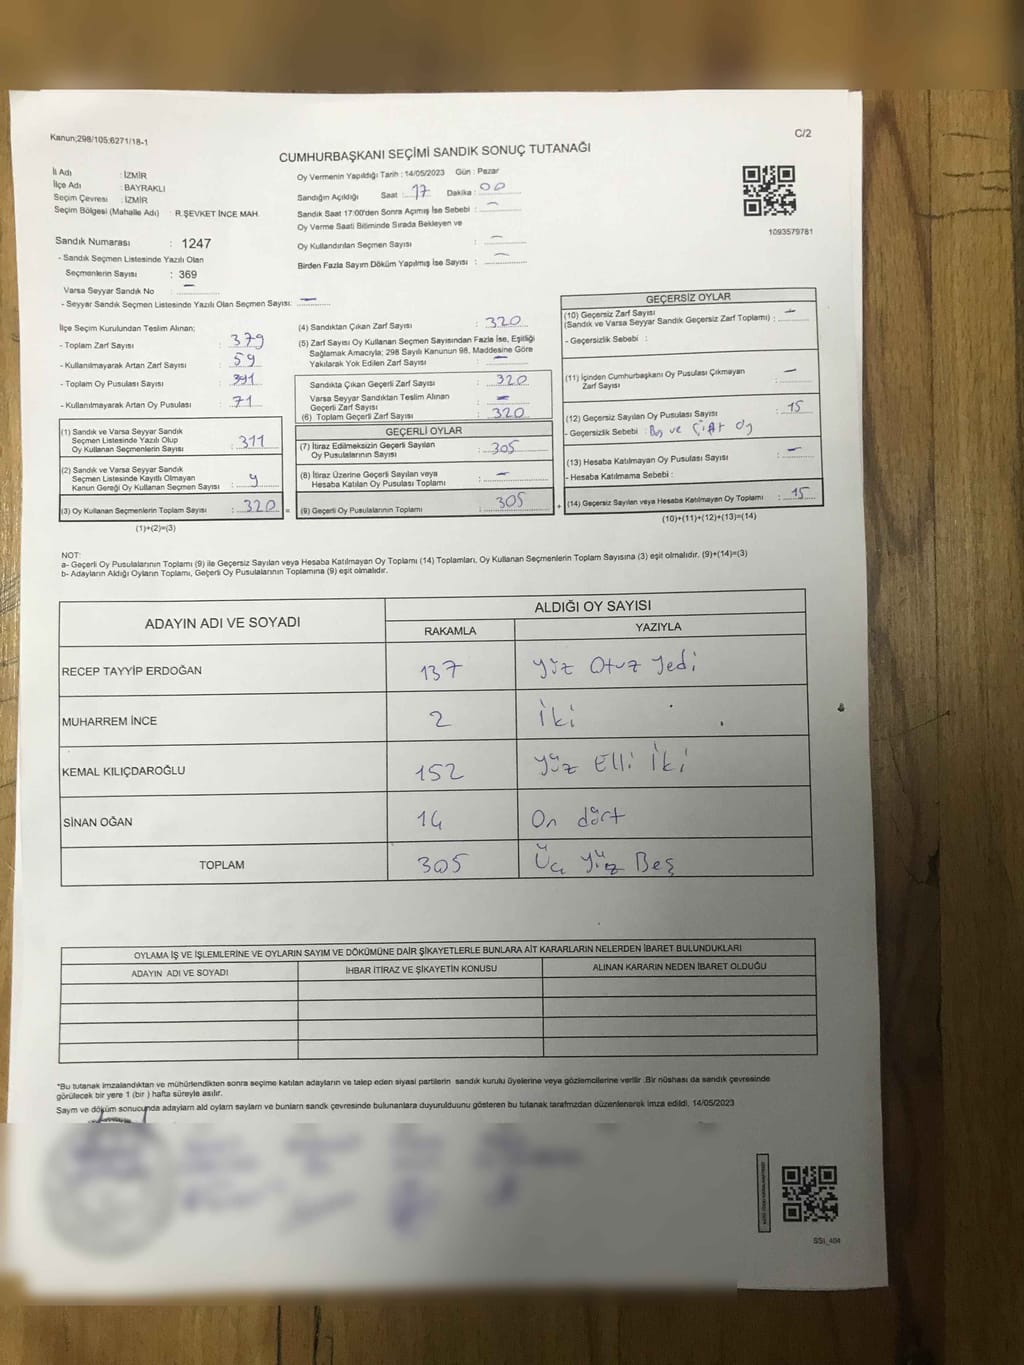 Kanun;298/105;6271/18-1
C/2
CUMHURBAŞKANI SEÇİMİ SANDIK SONUÇ TUTANAĞI
İl Adı : İZMİR
İlçe Adı : BAYRAKLI
Seçim Çevresi : İZMİR
Seçim Bölgesi (Mahalle Adı) : R.ŞEVKET İNCE MAH.
Sandık Numarası : 1247
- Sandık Seçmen Listesinde Yazılı Olan
Seçmenlerin Sayısı : 369
Varsa Seyyar Sandık No : —
- Seyyar Sandık Seçmen Listesinde Yazılı Olan Seçmen Sayısı: —
Oy Vermenin Yapıldığı Tarih : 14/05/2023 Gün : Pazar
Sandığın Açıldığı Saat : 17 Dakika : 00
Sandık Saat 17:00'den Sonra Açımış İse Sebebi : —
Oy Verme Saati Bitiminde Sırada Bekleyen ve
Oy Kullandırılan Seçmen Sayısı : —
Birden Fazla Sayım Döküm Yapılmış İse Sayısı : —
1093579781
İlçe Seçim Kurulundan Teslim Alınan;
- Toplam Zarf Sayısı : 379
- Kullanılmayarak Artan Zarf Sayısı : 59
- Toplam Oy Pusulası Sayısı : 391
- Kullanılmayarak Artan Oy Pusulası : 71
(1) Sandık ve Varsa Seyyar Sandık
Seçmen Listesinde Yazılı Olup
Oy Kullanan Seçmenlerin Sayısı : 311
(2) Sandık ve Varsa Seyyar Sandık
Seçmen Listesinde Kayıtlı Olmayan
Kanun Gereği Oy Kullanan Seçmen Sayısı : 9
(3) Oy Kullanan Seçmenlerin Toplam Sayısı : 320 =
(1)+(2)=(3)
(4) Sandıktan Çıkan Zarf Sayısı : 320
(5) Zarf Sayısı Oy Kullanan Seçmen Sayısından Fazla İse, Eşitliği
Sağlamak Amacıyla; 298 Sayılı Kanunun 98. Maddesine Göre
Yakılarak Yok Edilen Zarf Sayısı : —
Sandıkta Çıkan Geçerli Zarf Sayısı : 320
Varsa Seyyar Sandıktan Teslim Alınan
Geçerli Zarf Sayısı : —
(6) Toplam Geçerli Zarf Sayısı : 320
GEÇERLİ OYLAR
(7) İtiraz Edilmeksizin Geçerli Sayılan
Oy Pusulalarının Sayısı : 305
(8) İtiraz Üzerine Geçerli Sayılan veya
Hesaba Katılan Oy Pusulası Toplamı : —
(9) Geçerli Oy Pusulalarının Toplamı : 305 +
GEÇERSİZ OYLAR
(10) Geçersiz Zarf Sayısı
(Sandık ve Varsa Seyyar Sandık Geçersiz Zarf Toplamı) : —
- Geçersizlik Sebebi :
(11) İçinden Cumhurbaşkanı Oy Pusulası Çıkmayan
Zarf Sayısı : —
(12) Geçersiz Sayılan Oy Pusulası Sayısı : 15
- Geçersizlik Sebebi : Boş ve Çift Oy
(13) Hesaba Katılmayan Oy Pusulası Sayısı : —
- Hesaba Katılmama Sebebi :
(14) Geçersiz Sayılan veya Hesaba Katılmayan Oy Toplamı : 15
(10)+(11)+(12)+(13)=(14)
NOT:
a- Geçerli Oy Pusulalarının Toplamı (9) ile Geçersiz Sayılan veya Hesaba Katılmayan Oy Toplamı (14) Toplamları, Oy Kullanan Seçmenlerin Toplam Sayısına (3) eşit olmalıdır. (9)+(14)=(3)
b- Adayların Aldığı Oyların Toplamı, Geçerli Oy Pusulalarının Toplamına (9) eşit olmalıdır.
ADAYIN ADI VE SOYADI
ALDIĞI OY SAYISI
RAKAMLA YAZIYLA
RECEP TAYYİP ERDOĞAN 137 Yüz Otuz Yedi
MUHARREM İNCE 2 İki
KEMAL KILIÇDAROĞLU 152 Yüz Elli İki
SİNAN OĞAN 14 On dört
TOPLAM 305 Üç Yüz Beş
OYLAMA İŞ VE İŞLEMLERİNE VE OYLARIN SAYIM VE DÖKÜMÜNE DAİR ŞİKAYETLERLE BUNLARA AİT KARARLARIN NELERDEN İBARET BULUNDUKLARI
ADAYIN ADI VE SOYADI İHBAR İTİRAZ VE ŞİKAYETİN KONUSU ALINAN KARARIN NEDEN İBARET OLDUĞU
*Bu tutanak imzalandıktan ve mühürlendikten sonra seçime katılan adayların ve talep eden siyasi partilerin sandık kurulu üyelerine veya gözlemcilerine verilir .Bir nüshası da sandık çevresinde
görülecek bir yere 1 (bir ) hafta süreyle asılır.
Saym ve döküm sonucunda adaylarn ald oylarn saylarn ve bunlarn sandk çevresinde bulunanlara duyurulduunu gösteren bu tutanak tarafmzdan düzenlenerek imza edildi. 14/05/2023
SSI_404